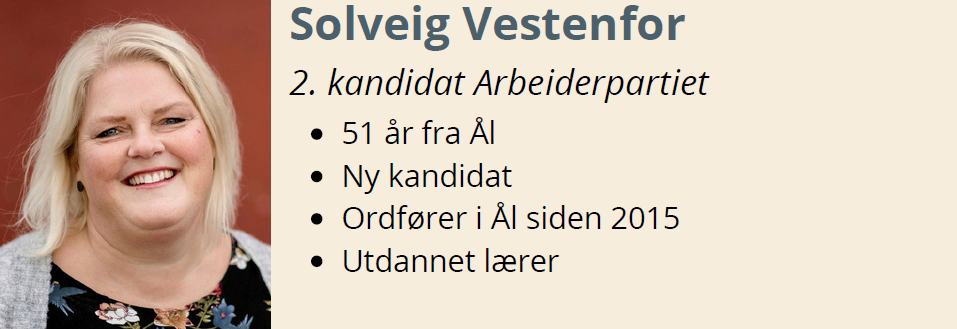 Solveig Vestenfor
2. kandidat Arbeiderpartiet
• 51 år fra Ål
• Ny kandidat
• Ordfører i Ål siden 2015
• Utdannet lærer